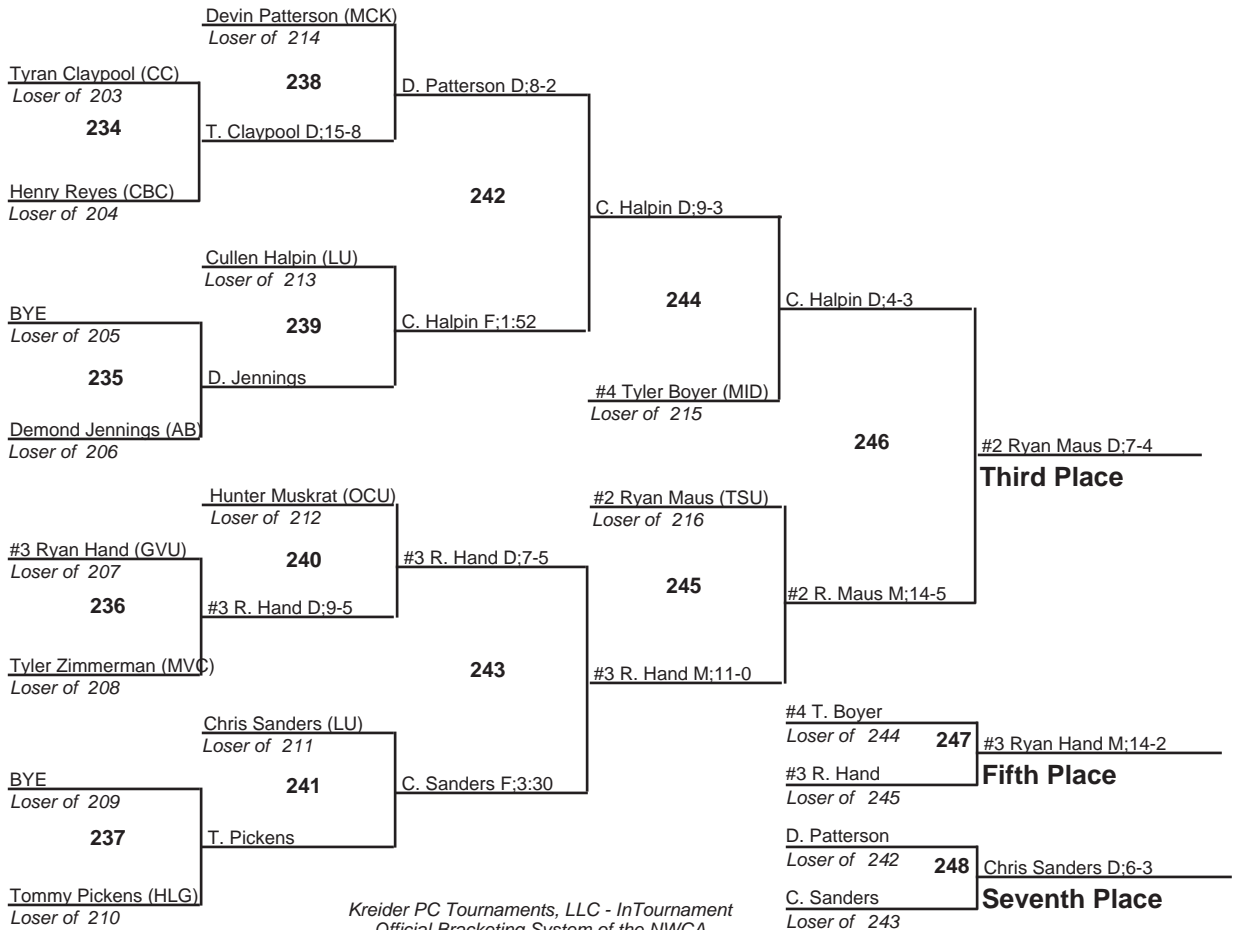 Devin Patterson (MCK)
Loser of 214
Tyran Claypool (CC)
Loser of 203
238
D. Patterson D;8-2
234
T. Claypool D;15-8
Henry Reyes (CBC)
Loser of 204
242
C. Halpin D;9-3
Cullen Halpin (LU)
Loser of 213
BYE
Loser of 205
239
C. Halpin F;1:52
244
C. Halpin D;4-3
235
D. Jennings
#4 Tyler Boyer (MID)
Loser of 215
Demond Jennings (AB)
Loser of 206
246
#2 Ryan Maus D;7-4
Third Place
Hunter Muskrat (OCU)
Loser of 212
#2 Ryan Maus (TSU)
Loser of 216
#3 Ryan Hand (GVU)
Loser of 207
240
#3 R. Hand D;7-5
245
236
#3 R. Hand D;9-5
#2 R. Maus M;14-5
Tyler Zimmerman (MVC)
Loser of 208
243
#3 R. Hand M;11-0
Chris Sanders (LU)
Loser of 211
#4 T. Boyer
Loser of 244
247
#3 Ryan Hand M;14-2
Fifth Place
BYE
Loser of 209
241
C. Sanders F;3:30
#3 R. Hand
Loser of 245
237
T. Pickens
D. Patterson
Loser of 242
248
Chris Sanders D;6-3
Seventh Place
Tommy Pickens (HLG)
Loser of 210
C. Sanders
Loser of 243
Kreider PC Tournaments, LLC - InTournament
Official Bracketing System of the NWCA